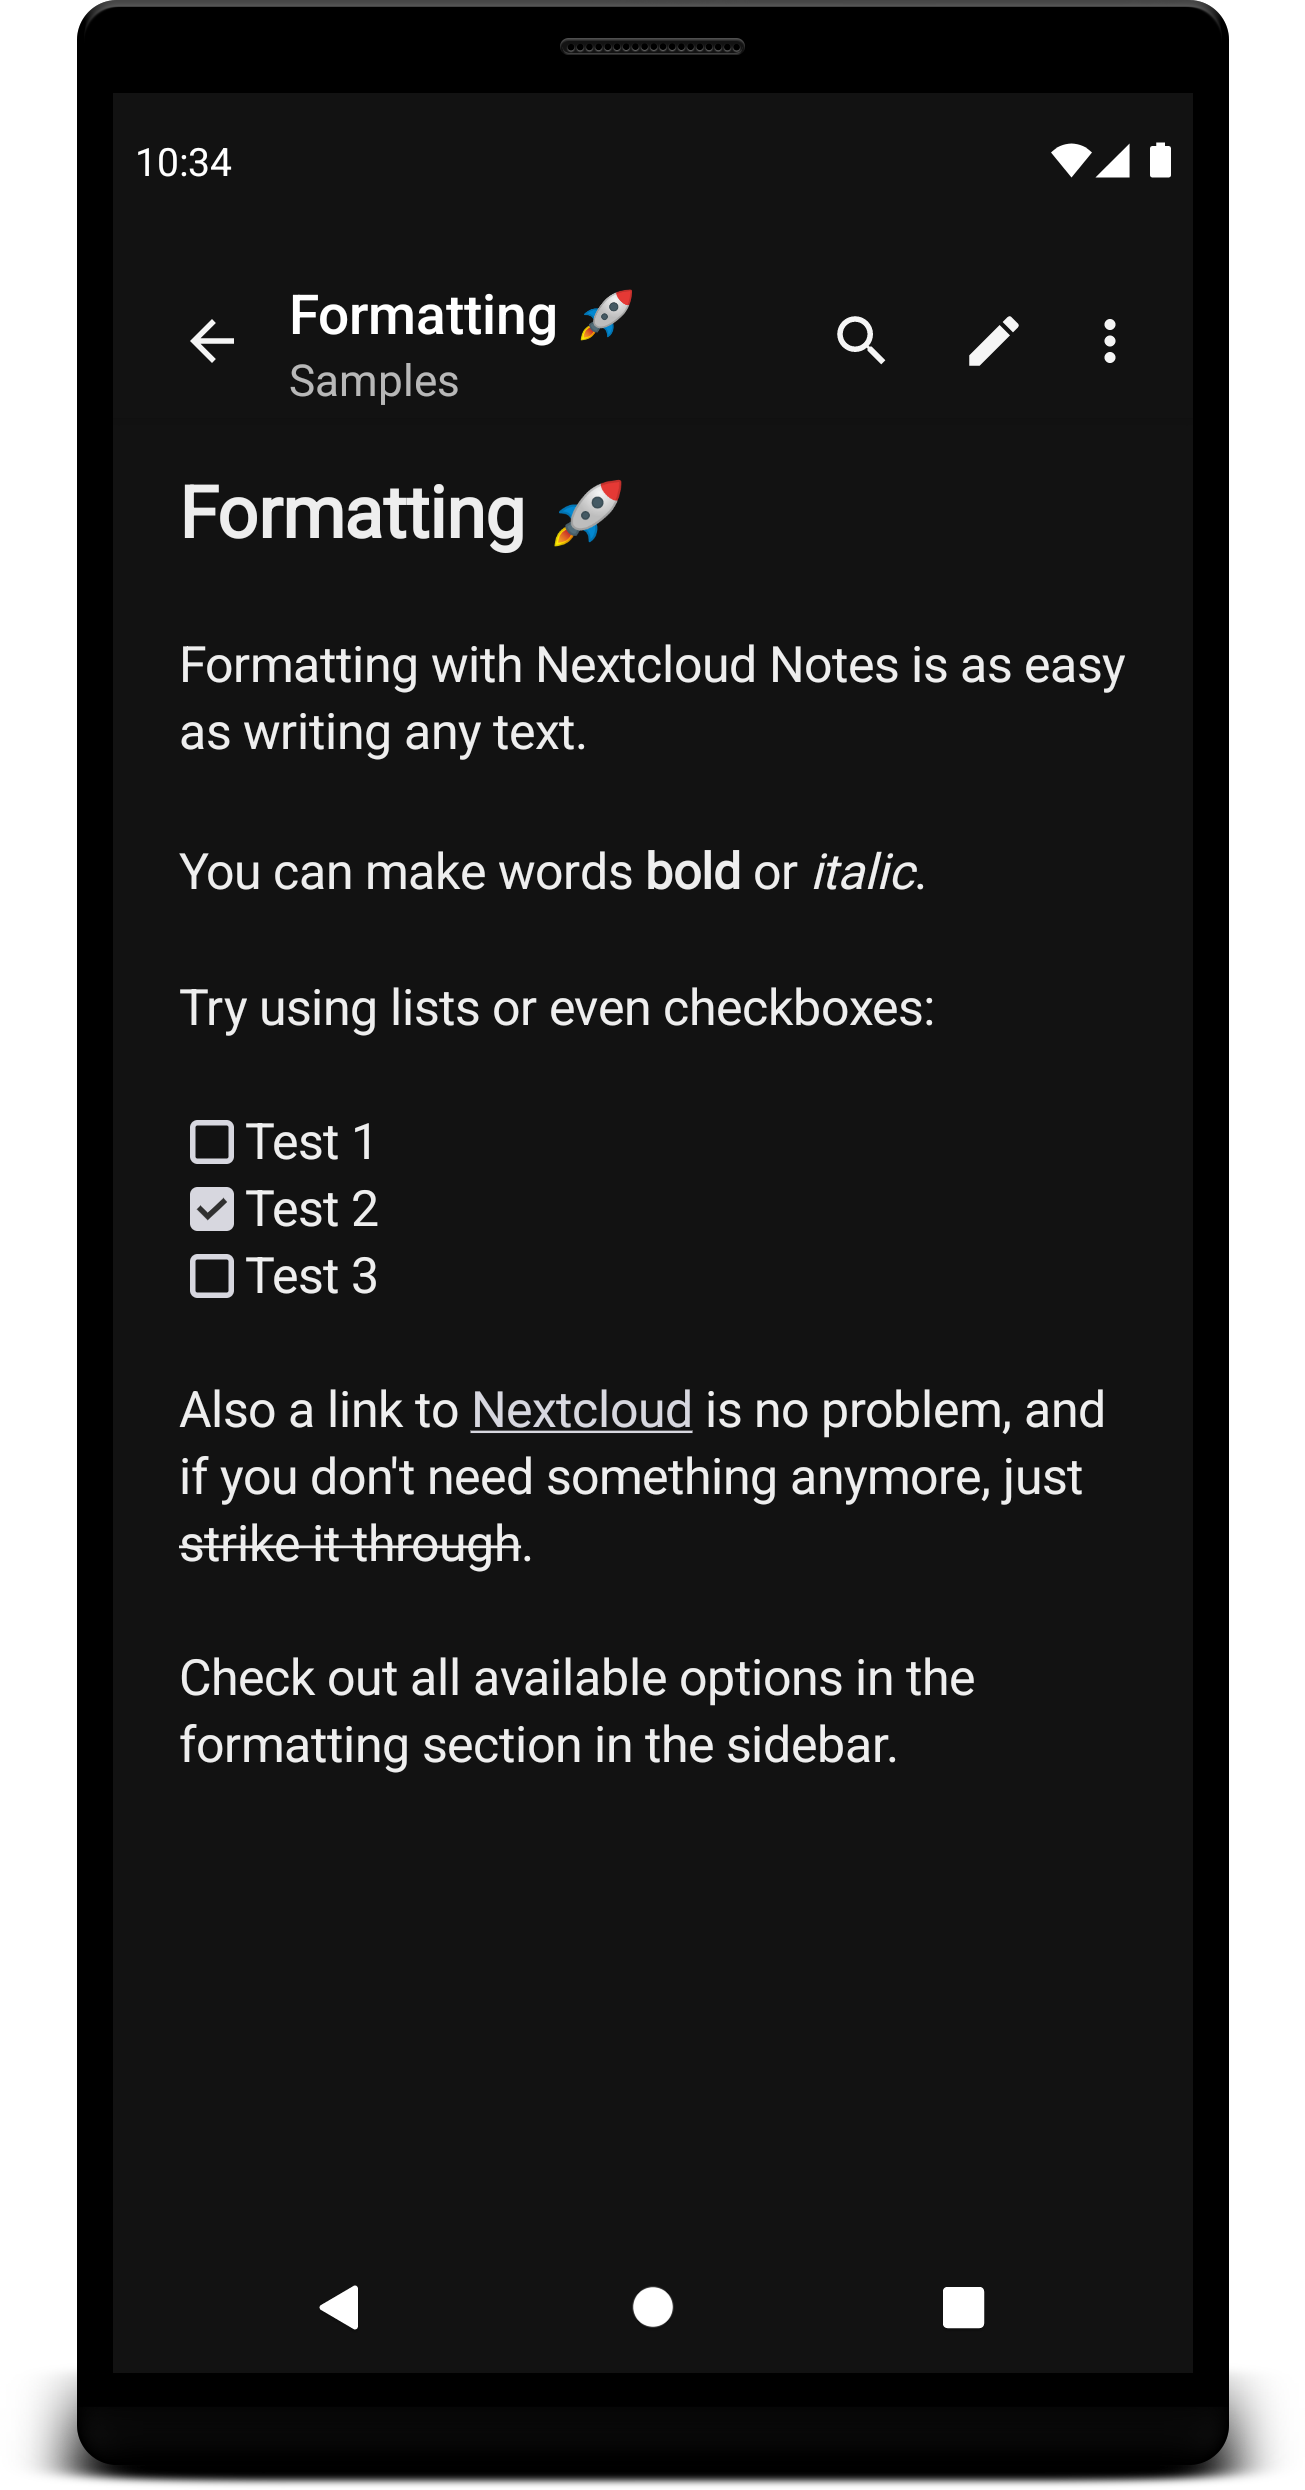 10:34
Formatting 🚀
Samples
Formatting 🚀
Formatting with Nextcloud Notes is as easy
as writing any text.
You can make words bold or italic.
Try using lists or even checkboxes:
Test 1
Test 2
Test 3
Also a link to Nextcloud is no problem, and
if you don't need something anymore, just
strike it through.
Check out all available options in the
formatting section in the sidebar.